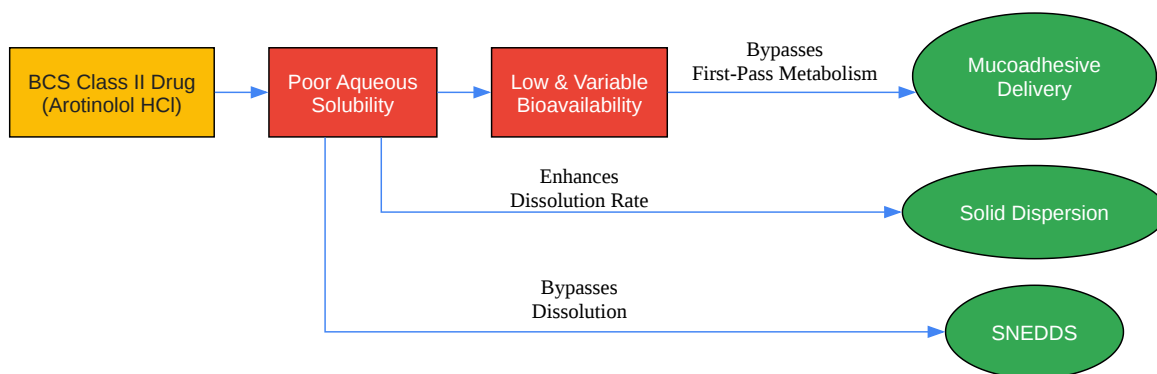 BCS Class II Drug
(Arotinolol HCl)
Poor Aqueous
Solubility
Low & Variable
Bioavailability
Bypasses
First-Pass Metabolism
Mucoadhesive
Delivery
Enhances
Dissolution Rate
Solid Dispersion
Bypasses
Dissolution
SNEDDS